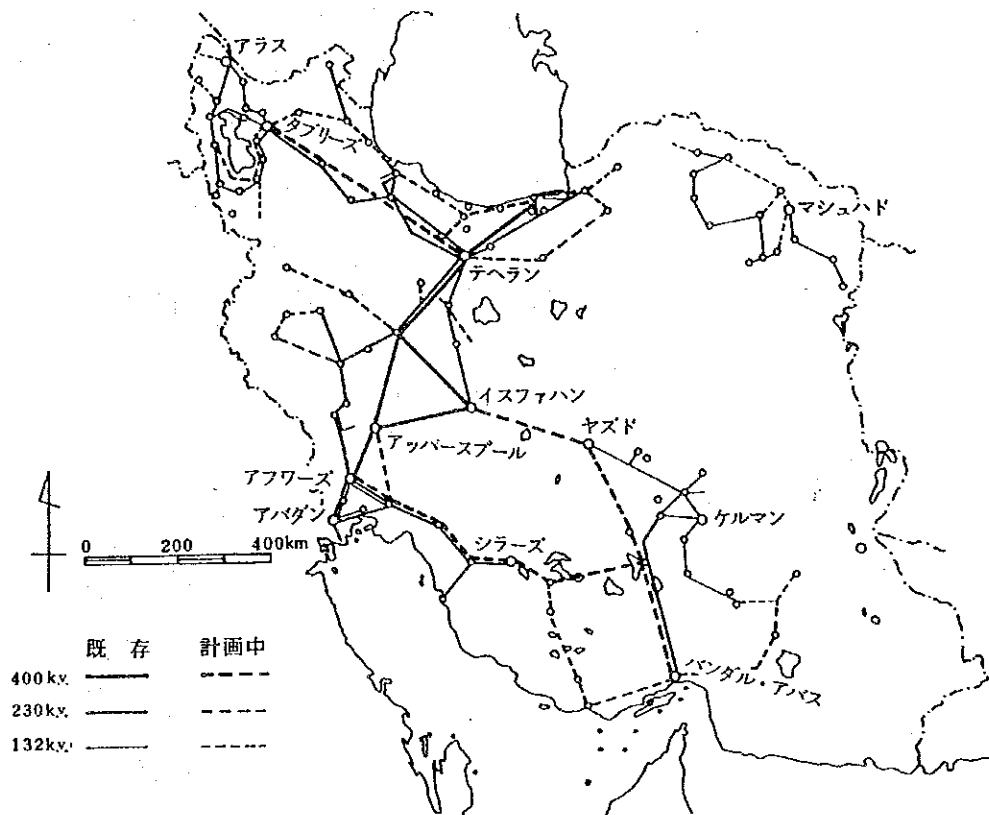 アラス
タブリーズ
マシュハド
テヘラン
イスファハン
ヤズド
アッパースプール
アフワーズ
アバダン
ケルマン
シラーズ
0 200 400km
バンダル・アバス
既存 計画中
400kv.
230kv.
132kv.